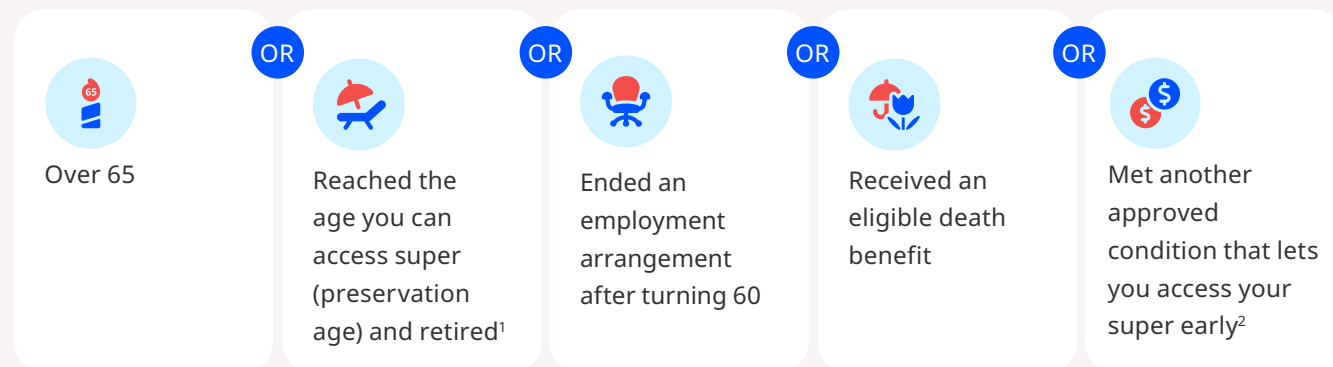 OR
OR
OR
OR
65
Over 65
Reached the
age you can
access super
(preservation
age) and retired¹
Ended an
employment
arrangement
after turning 60
Received an
eligible death
benefit
$
$
Met another
approved
condition that lets
you access your
super early²